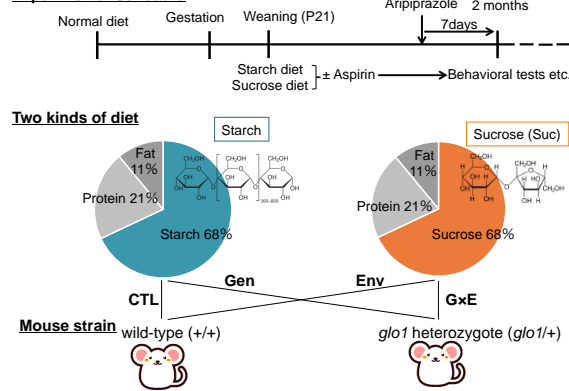 Aripiprazole 2 months
Normal diet
Gestation
Weaning (P21)
7days
Starch diet
Sucrose diet
± Aspirin
Behavioral tests etc.
Two kinds of diet
Starch
Sucrose (Suc)
Fat
11%
Protein 21%
Starch 68%
Fat
11%
Protein 21%
Sucrose 68%
Gen
Env
CTL
G×E
Mouse strain
wild-type (+/+)
glo1 heterozygote (glo1/+)